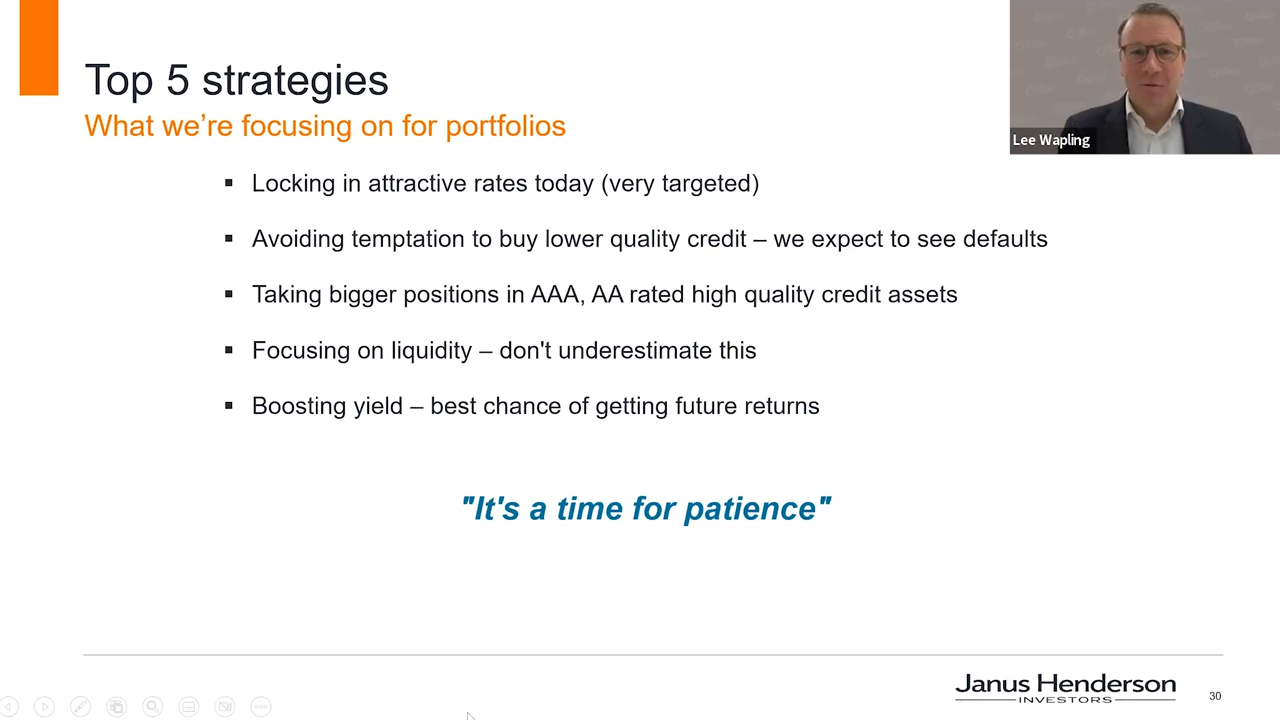 Top 5 strategies
What we’re focusing on for portfolios
Lee Wapling
▪ Locking in attractive rates today (very targeted)
▪ Avoiding temptation to buy lower quality credit – we expect to see defaults
▪ Taking bigger positions in AAA, AA rated high quality credit assets
▪ Focusing on liquidity – don't underestimate this
▪ Boosting yield – best chance of getting future returns
"It's a time for patience"
Janus Henderson
INVESTORS
30